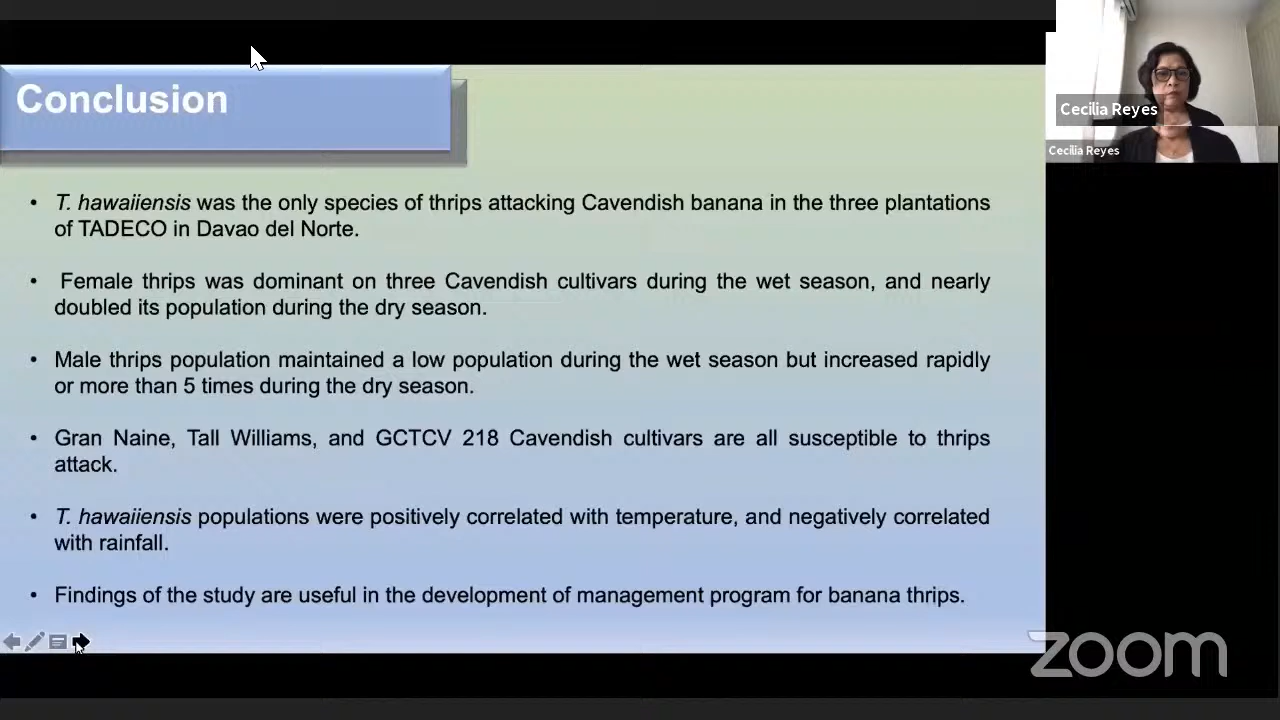 Conclusion
Cecilia Reyes
Cecilia Reyes
• T. hawaiiensis was the only species of thrips attacking Cavendish banana in the three plantations
of TADECO in Davao del Norte.
• Female thrips was dominant on three Cavendish cultivars during the wet season, and nearly
doubled its population during the dry season.
• Male thrips population maintained a low population during the wet season but increased rapidly
or more than 5 times during the dry season.
• Gran Naine, Tall Williams, and GCTCV 218 Cavendish cultivars are all susceptible to thrips
attack.
• T. hawaiiensis populations were positively correlated with temperature, and negatively correlated
with rainfall.
• Findings of the study are useful in the development of management program for banana thrips.
zoom